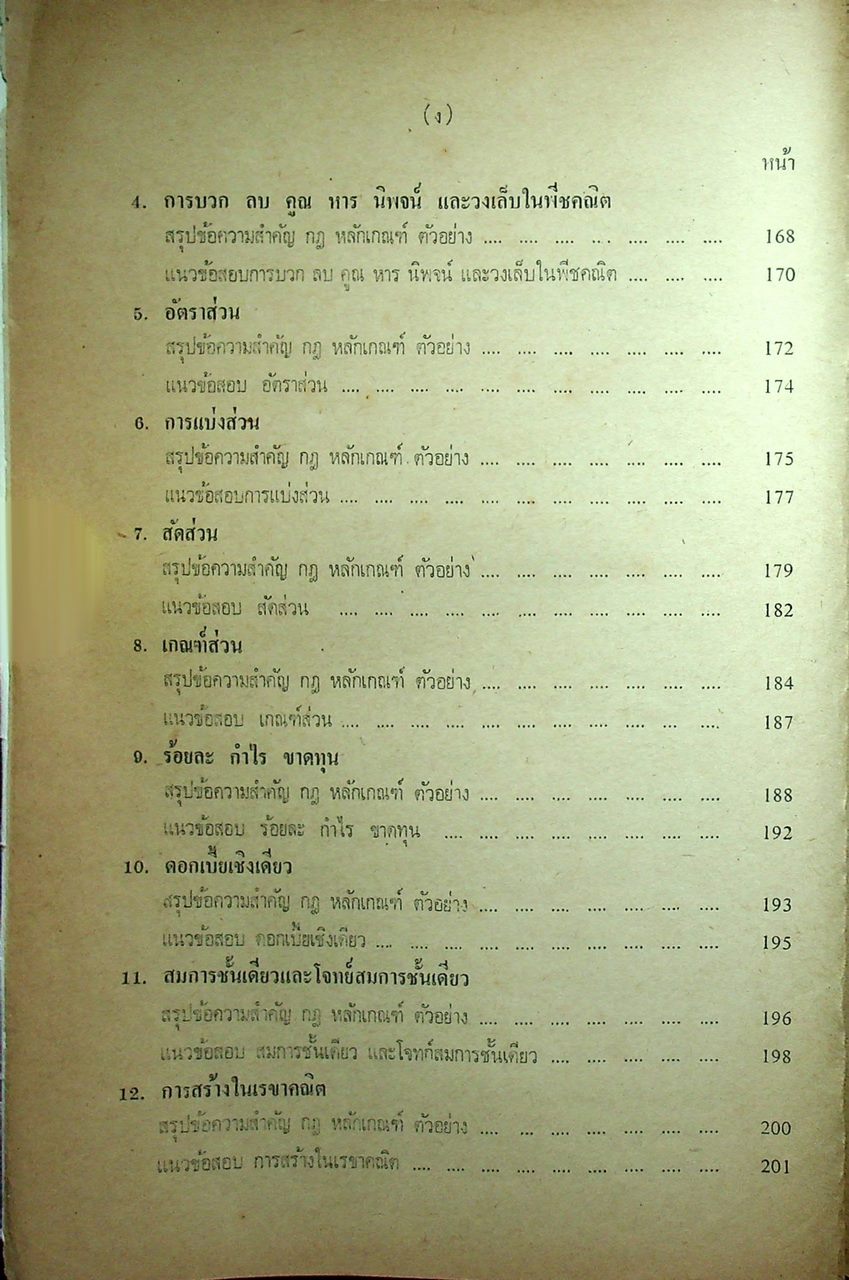 (ง)
หน้า
4. การบวก ลบ คูณ หาร นิพจน์ และวงเล็บในพีชคณิต
สรุปข้อความสำคัญ กฎ หลักเกณฑ์ ตัวอย่าง .... .... .... .... .... .... .... 168
แนวข้อสอบการบวก ลบ คูณ หาร นิพจน์ และวงเล็บในพีชคณิต .... .... .... 170
5. อัตราส่วน
สรุปข้อความสำคัญ กฎ หลักเกณฑ์ ตัวอย่าง .... .... .... .... .... .... .... 172
แนวข้อสอบ อัตราส่วน .... .... .... .... .... .... .... .... .... .... .... 174
6. การแบ่งส่วน
สรุปข้อความสำคัญ กฎ หลักเกณฑ์ ตัวอย่าง .... .... .... .... .... .... .... 175
แนวข้อสอบการแบ่งส่วน .... .... .... .... .... .... .... .... .... .... .... 177
7. สัดส่วน
สรุปข้อความสำคัญ กฎ หลักเกณฑ์ ตัวอย่าง .... .... .... .... .... .... .... 179
แนวข้อสอบ สัดส่วน .... .... .... .... .... .... .... .... .... .... .... 182
8. เกณฑ์ส่วน
สรุปข้อความสำคัญ กฎ หลักเกณฑ์ ตัวอย่าง .... .... .... .... .... .... .... 184
แนวข้อสอบ เกณฑ์ส่วน .... .... .... .... .... .... .... .... .... ... .... 187
9. ร้อยละ กำไร ขาดทุน
สรุปข้อความสำคัญ กฎ หลักเกณฑ์ ตัวอย่าง .... .... .... .... .... .... .... 188
แนวข้อสอบ ร้อยละ กำไร ขาดทุน .... .... .... .... .... .... .... .... 192
10. ดอกเบี้ยเชิงเดียว
สรุปข้อความสำคัญ กฎ หลักเกณฑ์ ตัวอย่าง .... .... .... .... .... .... .... 193
แนวข้อสอบ ดอกเบี้ยเชิงเดียว .... .... .... .... .... .... .... .... .... .... 195
11. สมการชั้นเดียวและโจทย์สมการชั้นเดียว
สรุปข้อความสำคัญ กฎ หลักเกณฑ์ ตัวอย่าง .... .... .... .... .... .... .... 196
แนวข้อสอบ สมการชั้นเดียว และโจทก์สมการชั้นเดียว .... .... .... .... .... 198
12. การสร้างในเรขาคณิต
สรุปข้อความสำคัญ กฎ หลักเกณฑ์ ตัวอย่าง .... ... .... .... .... .... .... 200
แนวข้อสอบ การสร้างในเรขาคณิต .... .... .... .... .... .... .... .... .... 201